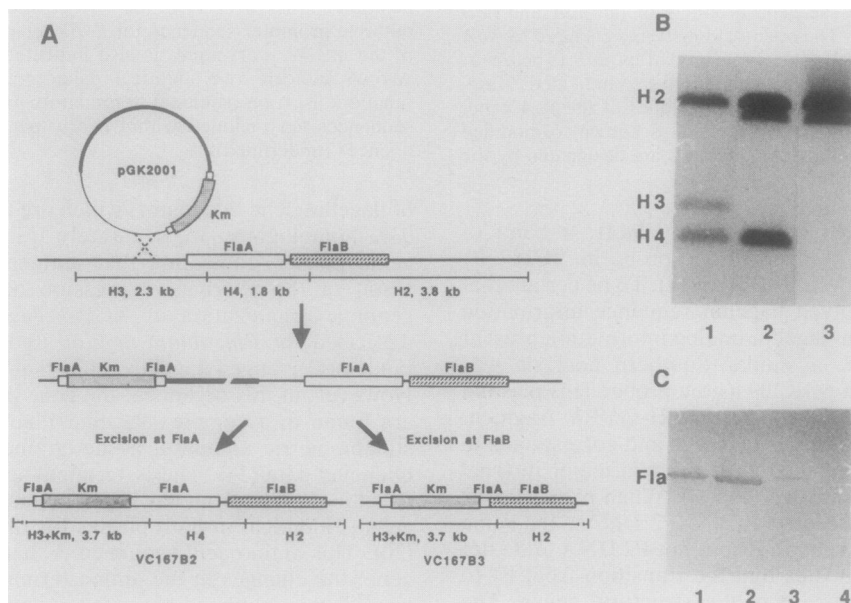 A
pGK2001
Km
FlaA FlaB
H3, 2.3 kb H4, 1.8 kb H2, 3.8 kb
FlaA Km FlaA FlaA FlaB
Excision at FlaA Excision at FlaB
Km FlaA FlaB FlaA Km FlaA FlaB
H3+Km, 3.7 kb H4 H2 H3+Km, 3.7 kb H2
VC167B2 VC167B3
B
H2
H3
H4
1 2 3
C
Fla
1 2 3 4